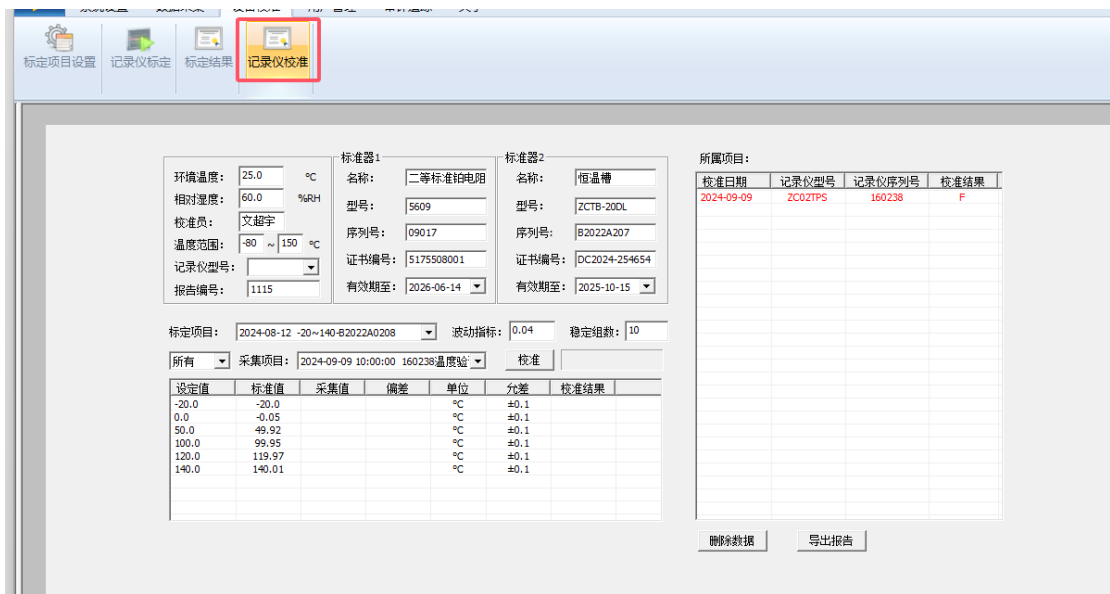 标定项目设置 记录仪标定 标定结果 记录仪校准
环境温度: 25.0 °C
相对湿度: 60.0 %RH
校准员: 文超宇
温度范围: -80 ~ 150 °C
记录仪型号:
报告编号: 1115
标准器1
名称: 二等标准铂电阻
型号: 5609
序列号: 09017
证书编号: 5175508001
有效期至: 2026-06-14
标准器2
名称: 恒温槽
型号: ZCTB-20DL
序列号: B2022A207
证书编号: DC2024-254654
有效期至: 2025-10-15
标定项目: 2024-08-12 -20~140-B2022A0208 波动指标: 0.04 稳定组数: 10
所有 采集项目: 2024-09-09 10:00:00 160238温度验 校准
设定值 标准值 采集值 偏差 单位 允差 校准结果
-20.0 -20.0 °C ±0.1
0.0 -0.05 °C ±0.1
50.0 49.92 °C ±0.1
100.0 99.95 °C ±0.1
120.0 119.97 °C ±0.1
140.0 140.01 °C ±0.1
所属项目:
校准日期 记录仪型号 记录仪序列号 校准结果
2024-09-09 ZC02TPS 160238 F
删除数据 导出报告